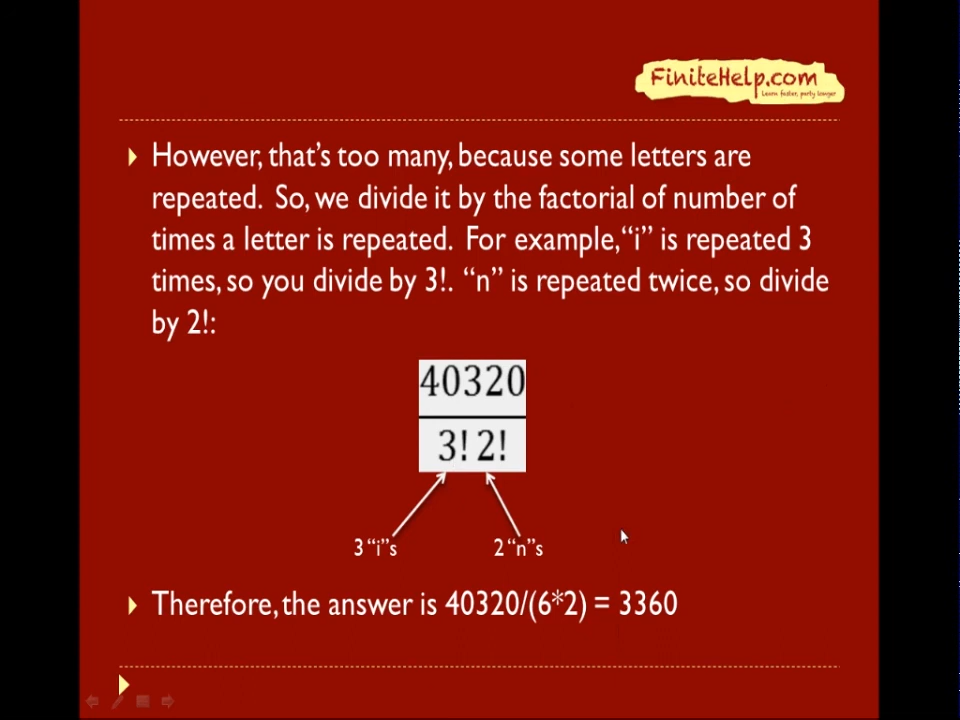 FiniteHelp.com
Learn faster, party longer
However, that’s too many, because some letters are
repeated. So, we divide it by the factorial of number of
times a letter is repeated. For example, “i” is repeated 3
times, so you divide by 3!. “n” is repeated twice, so divide
by 2!:
40320
3! 2!
3 “i”s 2 “n”s
Therefore, the answer is 40320/(6*2) = 3360